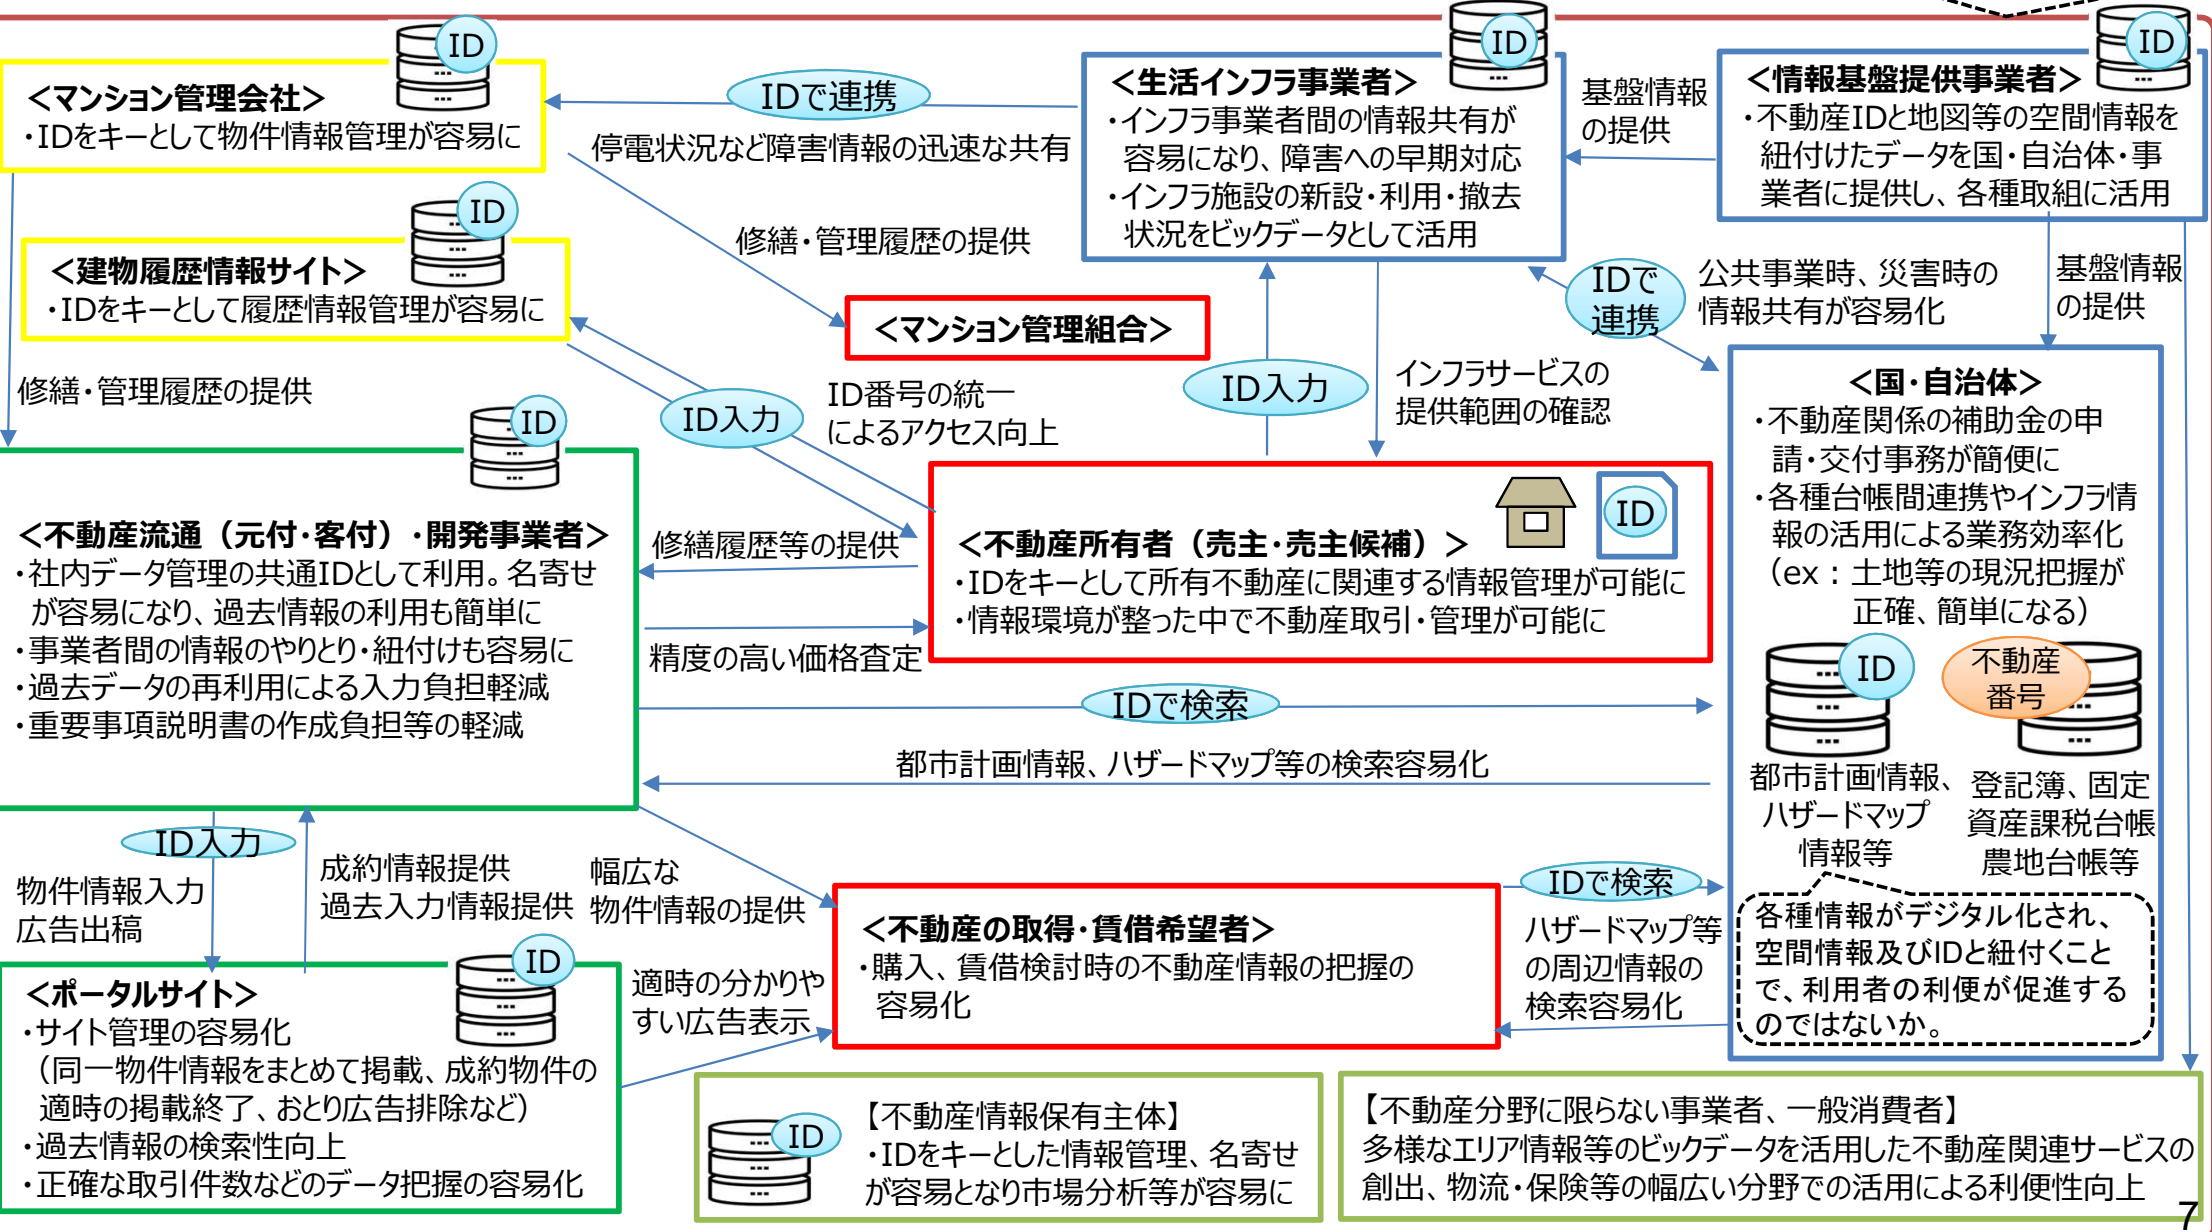 ID
<マンション管理会社>
・IDをキーとして物件情報管理が容易に
IDで連携
停電状況など障害情報の迅速な共有
ID
<生活インフラ事業者>
・インフラ事業者間の情報共有が
容易になり、障害への早期対応
・インフラ施設の新設・利用・撤去
状況をビックデータとして活用
基盤情報
の提供
ID
<情報基盤提供事業者>
・不動産IDと地図等の空間情報を
紐付けたデータを国・自治体・事
業者に提供し、各種取組に活用
ID
<建物履歴情報サイト>
・IDをキーとして履歴情報管理が容易に
修繕・管理履歴の提供
<マンション管理組合>
IDで
連携
公共事業時、災害時の
情報共有が容易化
基盤情報
の提供
修繕・管理履歴の提供
ID入力
ID番号の統一
によるアクセス向上
ID入力
インフラサービスの
提供範囲の確認
<国・自治体>
・不動産関係の補助金の申
請・交付事務が簡便に
・各種台帳間連携やインフラ情
報の活用による業務効率化
(ex:土地等の現況把握が
正確、簡単になる)
ID
不動産
番号
都市計画情報、
ハザードマップ
情報等
登記簿、固定
資産課税台帳
農地台帳等
各種情報がデジタル化され、
空間情報及びIDと紐付くこと
で、利用者の利便が促進する
のではないか。
ID
<不動産流通(元付・客付)・開発事業者>
・社内データ管理の共通IDとして利用。名寄せ
が容易になり、過去情報の利用も簡単に
・事業者間の情報のやりとり・紐付けも容易に
・過去データの再利用による入力負担軽減
・重要事項説明書の作成負担等の軽減
修繕履歴等の提供
精度の高い価格査定
ID
<不動産所有者(売主・売主候補)>
・IDをキーとして所有不動産に関連する情報管理が可能に
・情報環境が整った中で不動産取引・管理が可能に
IDで検索
都市計画情報、ハザードマップ等の検索容易化
ID入力
物件情報入力
広告出稿
成約情報提供
過去入力情報提供
幅広な
物件情報の提供
<不動産の取得・賃借希望者>
・購入、賃借検討時の不動産情報の把握の
容易化
IDで検索
ハザードマップ等
の周辺情報の
検索容易化
ID
<ポータルサイト>
・サイト管理の容易化
(同一物件情報をまとめて掲載、成約物件の
適時の掲載終了、おとり広告排除など)
・過去情報の検索性向上
・正確な取引件数などのデータ把握の容易化
適時の分かりや
すい広告表示
ID
【不動産情報保有主体】
・IDをキーとした情報管理、名寄せ
が容易となり市場分析等が容易に
【不動産分野に限らない事業者、一般消費者】
多様なエリア情報等のビックデータを活用した不動産関連サービスの
創出、物流・保険等の幅広い分野での活用による利便性向上
7